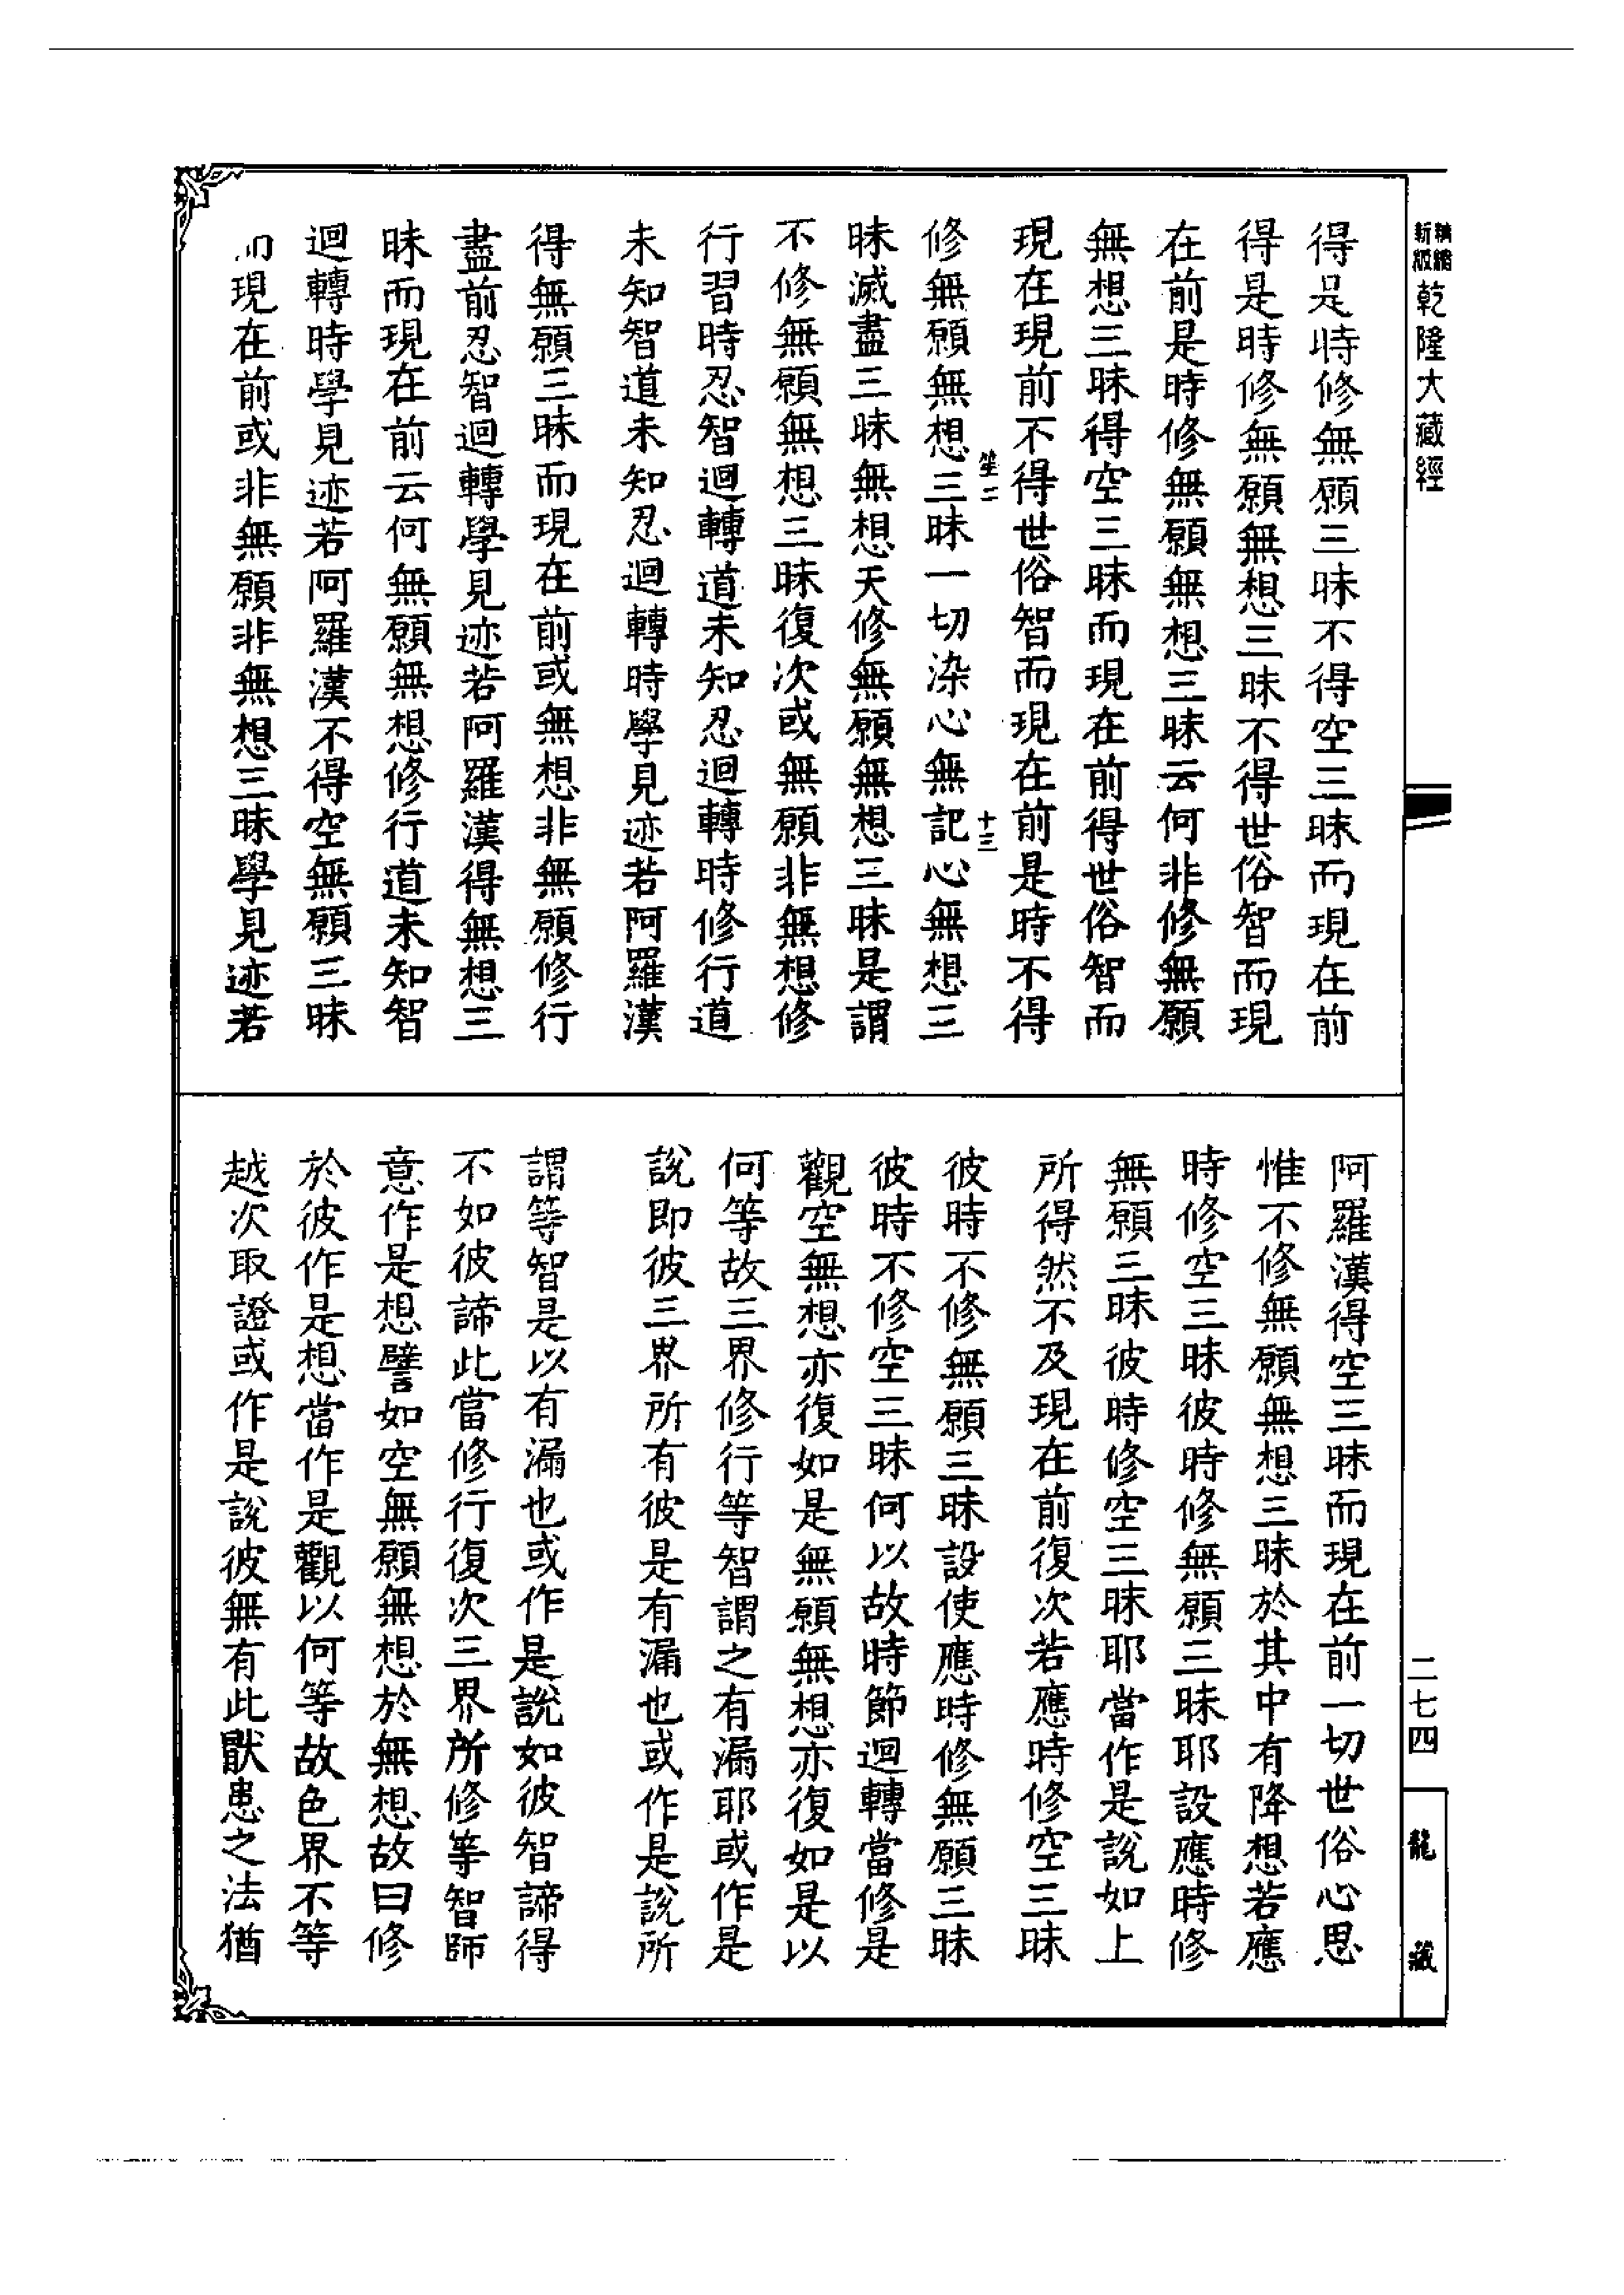 精縮新版乾隆大藏經
得是時修無願三昧不得空三昧而現在前
得是時修無願無想三昧不得世俗智而現
在前是時修無願無想三昧云何非修無願
無想三昧得空三昧而現在前得世俗智而
現在現前不得世俗智而現在前是時不得
笙二
十三
修無願無想三昧一切染心無記心無想三
昧滅盡三昧無想天修無願無想三昧是謂
不修無願無想三昧復次或無願非無想修
行習時忍智迴轉道未知忍迴轉時修行道
未知智道未知忍迴轉時學見迹若阿羅漢
得無願三昧而現在前或無想非無願修行
盡前忍智迴轉學見迹若阿羅漢得無想三
昧而現在前云何無願無想修行道未知智
迴轉時學見迹若阿羅漢不得空無願三昧
而現在前或非無願非無想三昧學見迹若
阿羅漢得空三昧而現在前一切世俗心思
惟不修無願無想三昧於其中有降想若應
時修空三昧彼時修無願三昧耶設應時修
無願三昧彼時修空三昧耶當作是說如上
所得然不及現在前復次若應時修空三昧
彼時不修無願三昧設使應時修無願三昧
彼時不修空三昧何以故時節迴轉當修是
觀空無想亦復如是無願無想亦復如是以
何等故三界修行等智謂之有漏耶或作是
說即彼三界所有彼是有漏也或作是說所
謂等智是以有漏也或作是說如彼智諦得
不如彼諦此當修行復次三界所修等智師
意作是想譬如空無願無想於無想故曰修
於彼作是想當作是觀以何等故色界不等
越次取證或作是說彼無有此猒患之法猶
二七四
龍藏